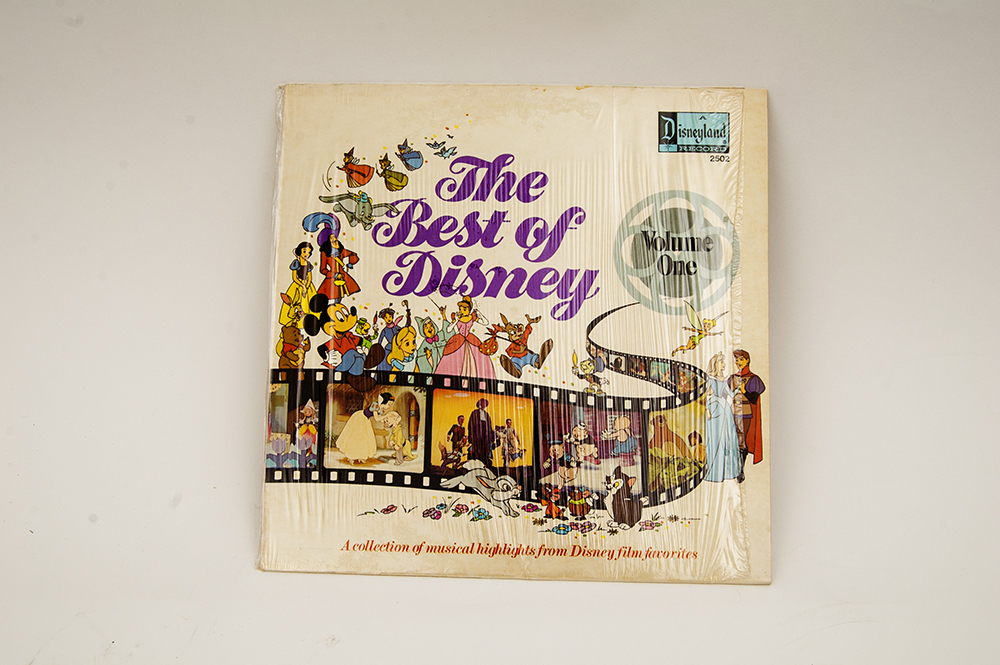 Disneyland
RECORD
2502
The
Best of
Disney
Volume
One
A collection of musical highlights from Disney film favorites